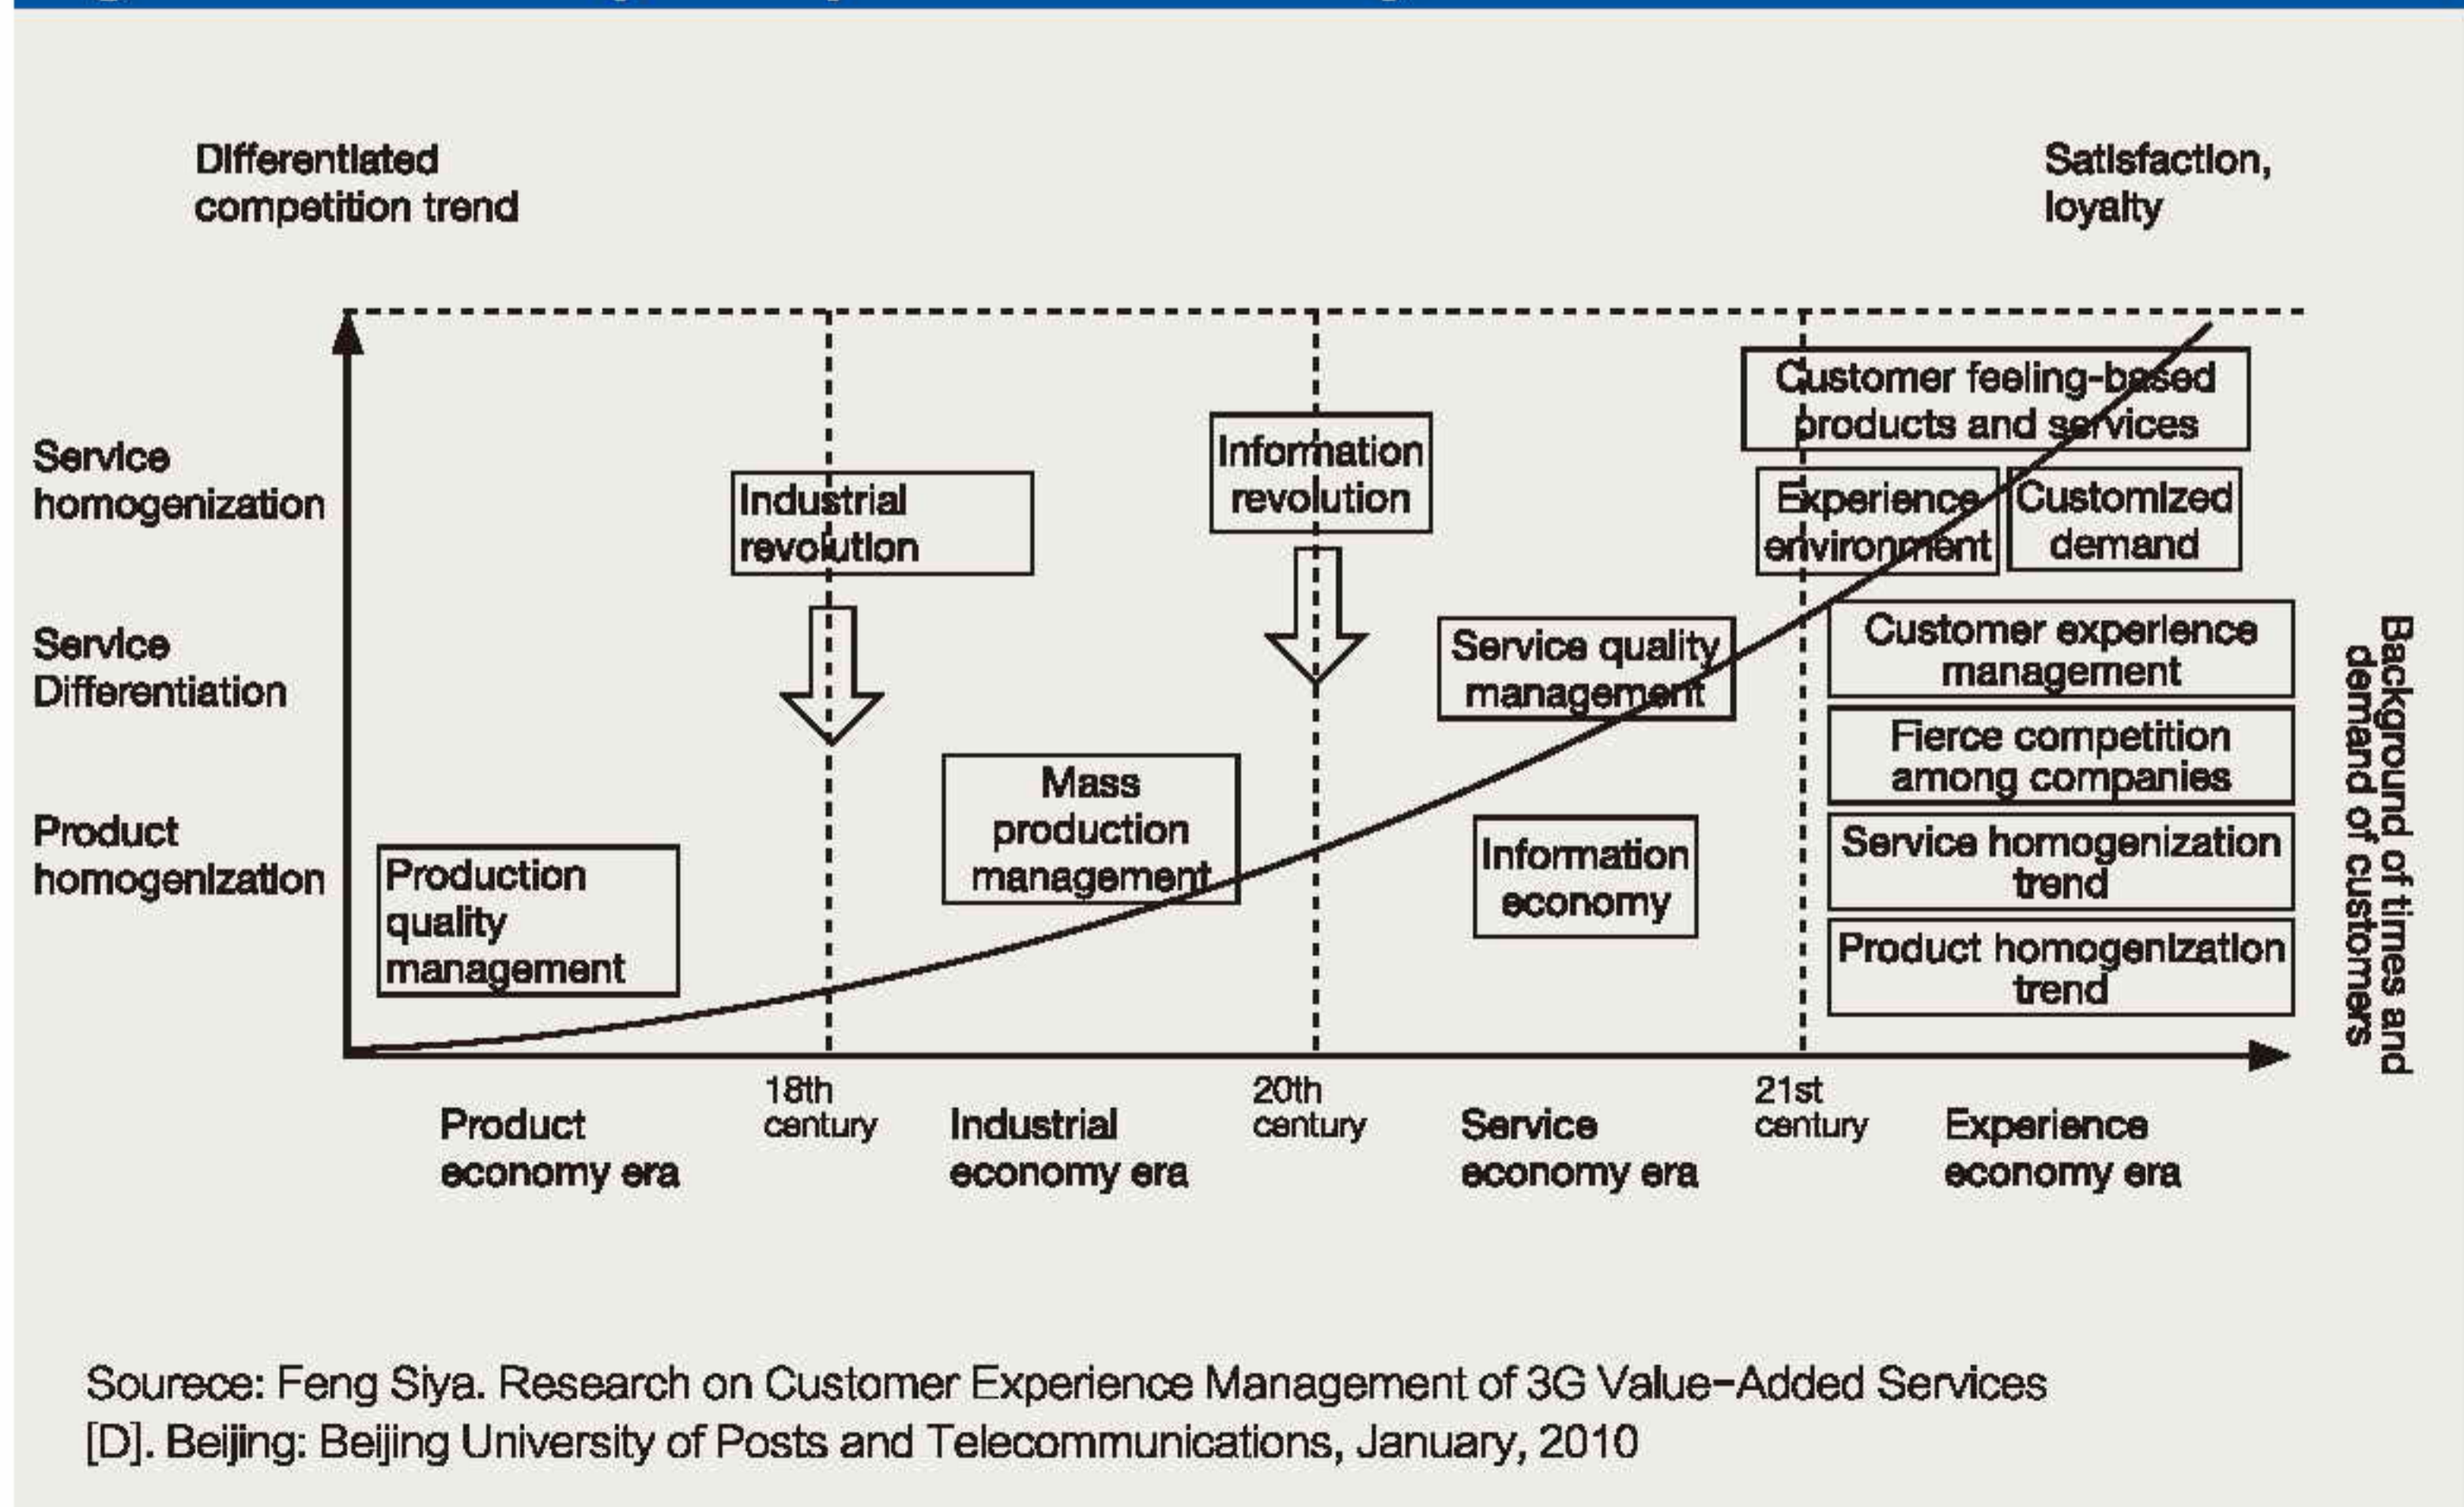 Differentiated
competition trend
Satisfaction,
loyalty
Service
homogenization
Service
Differentiation
Product
homogenization
Production
quality
management
Industrial
revolution
Mass
production
management
Information
revolution
Service quality
management
Information
economy
Customer feeling-based
products and services
Experience
environment
Customized
demand
Customer experience
management
Fierce competition
among companies
Service homogenization
trend
Product homogenization
trend
Background of times and
demand of customers
18th
century
20th
century
21st
century
Product
economy era
Industrial
economy era
Service
economy era
Experience
economy era
Sourece: Feng Siya. Research on Customer Experience Management of 3G Value-Added Services
[D]. Beijing: Beijing University of Posts and Telecommunications, January, 2010